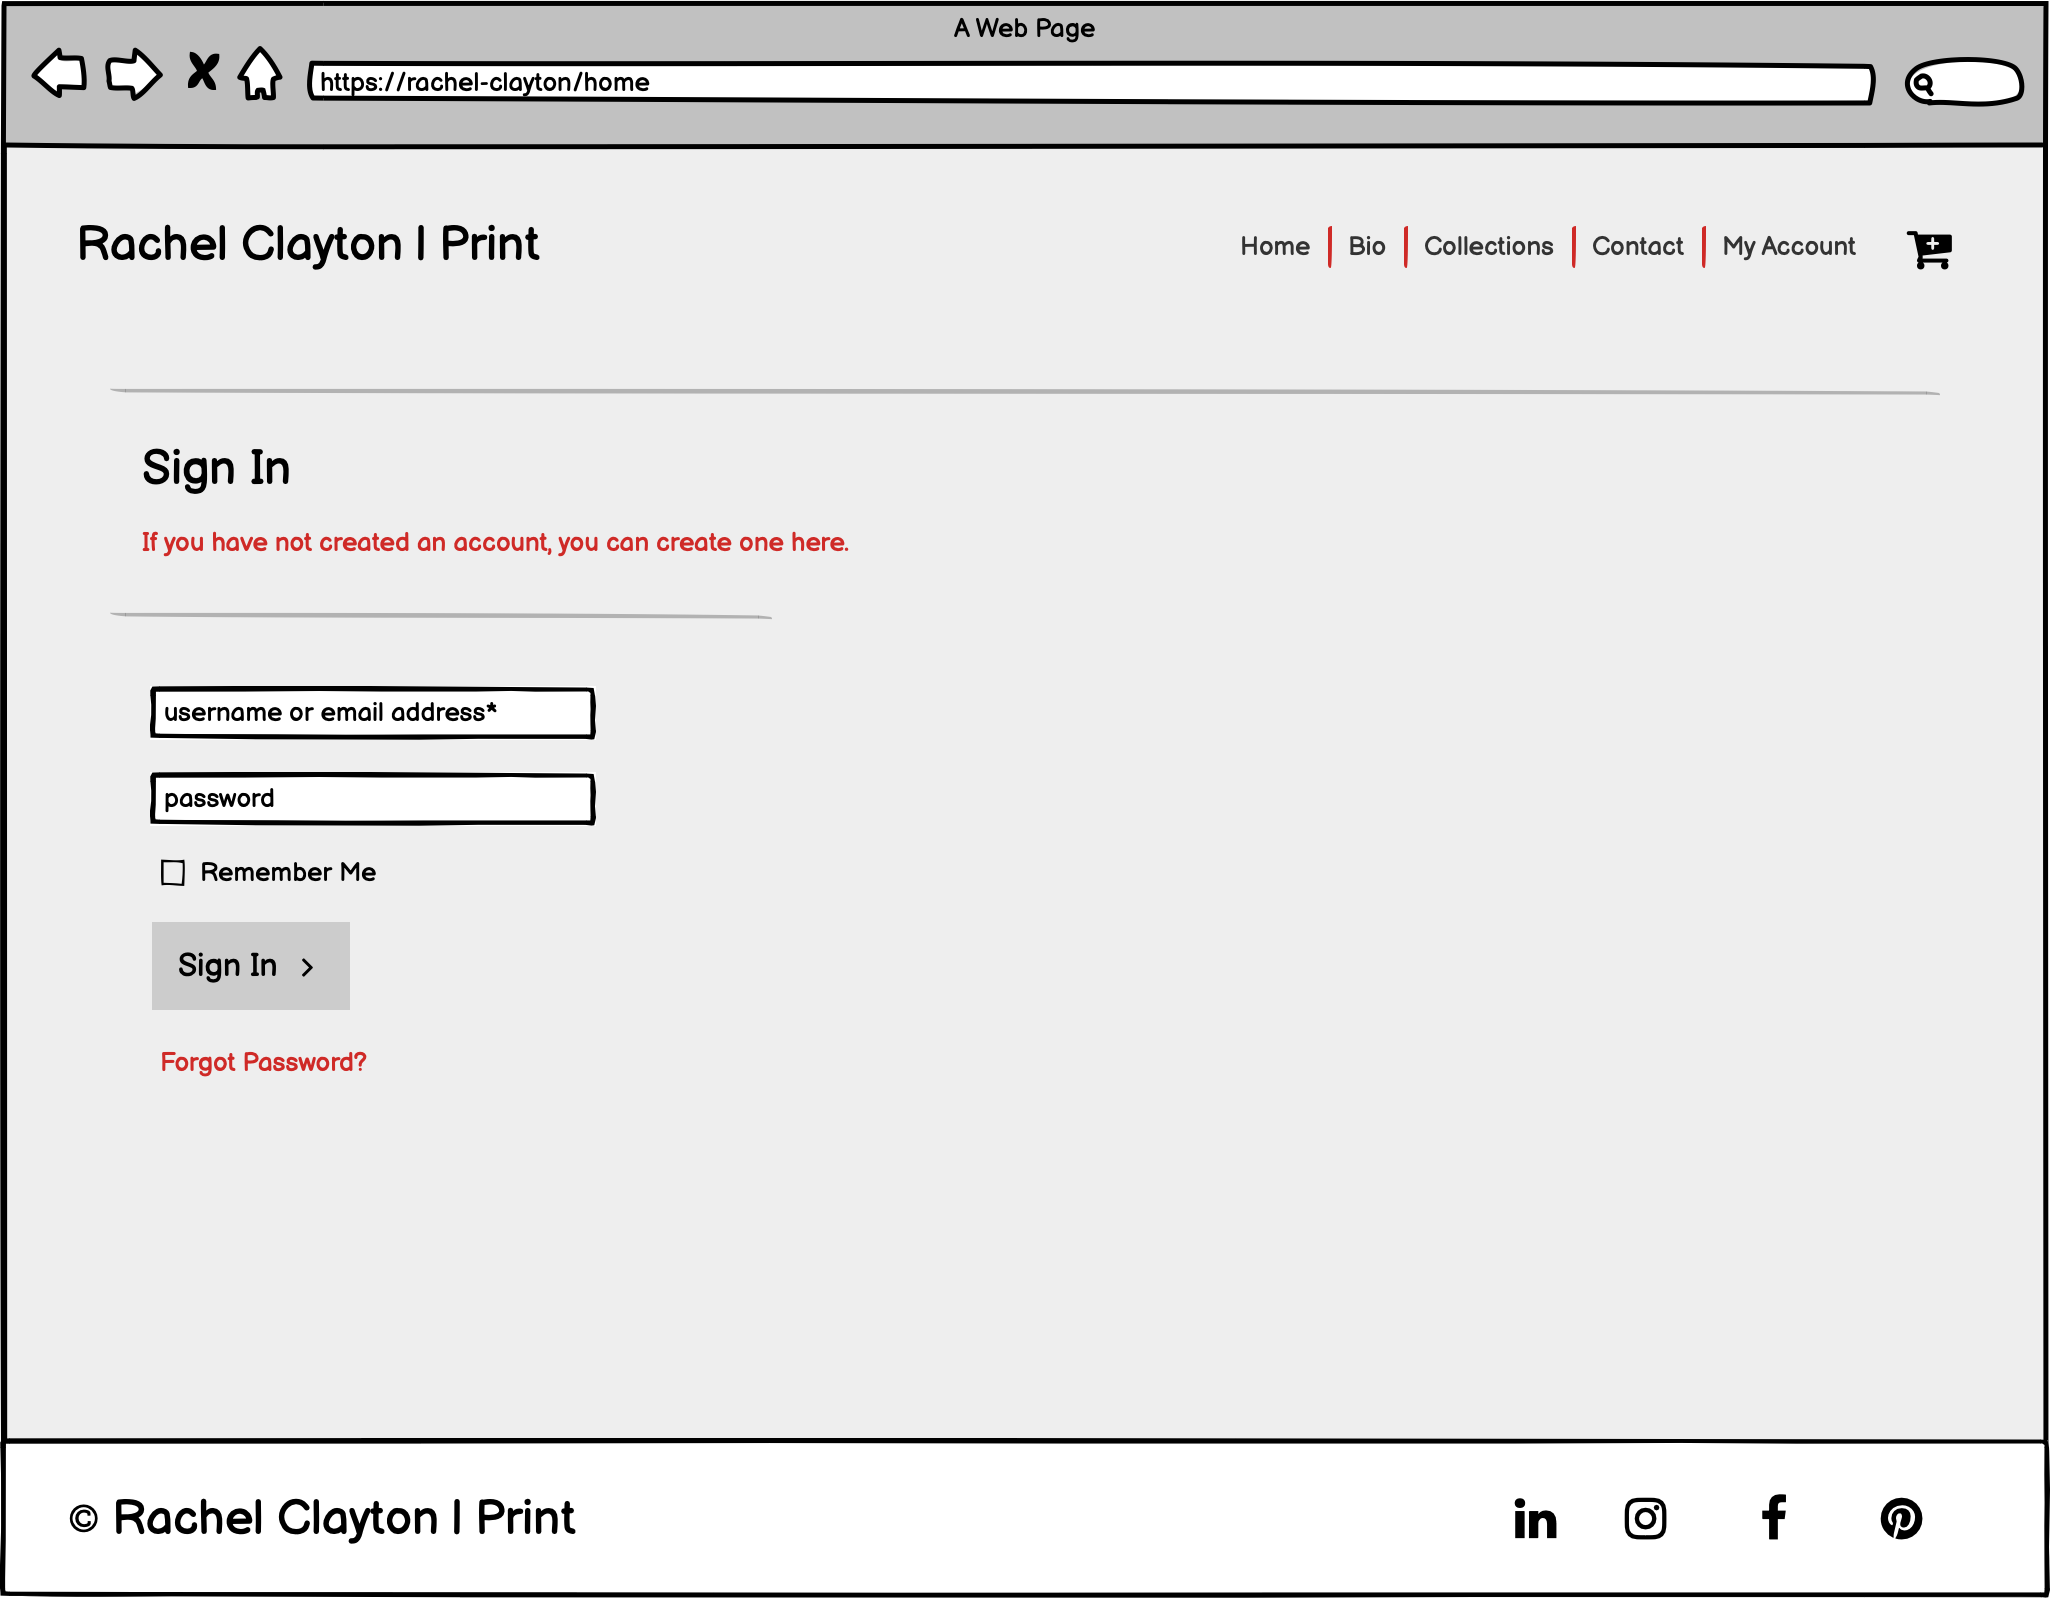 A Web Page
https://rachel-clayton/home
Rachel Clayton | Print
Home | Bio | Collections | Contact | My Account
Sign In
If you have not created an account, you can create one here.
username or email address*
password
Remember Me
Sign In >
Forgot Password?
© Rachel Clayton | Print